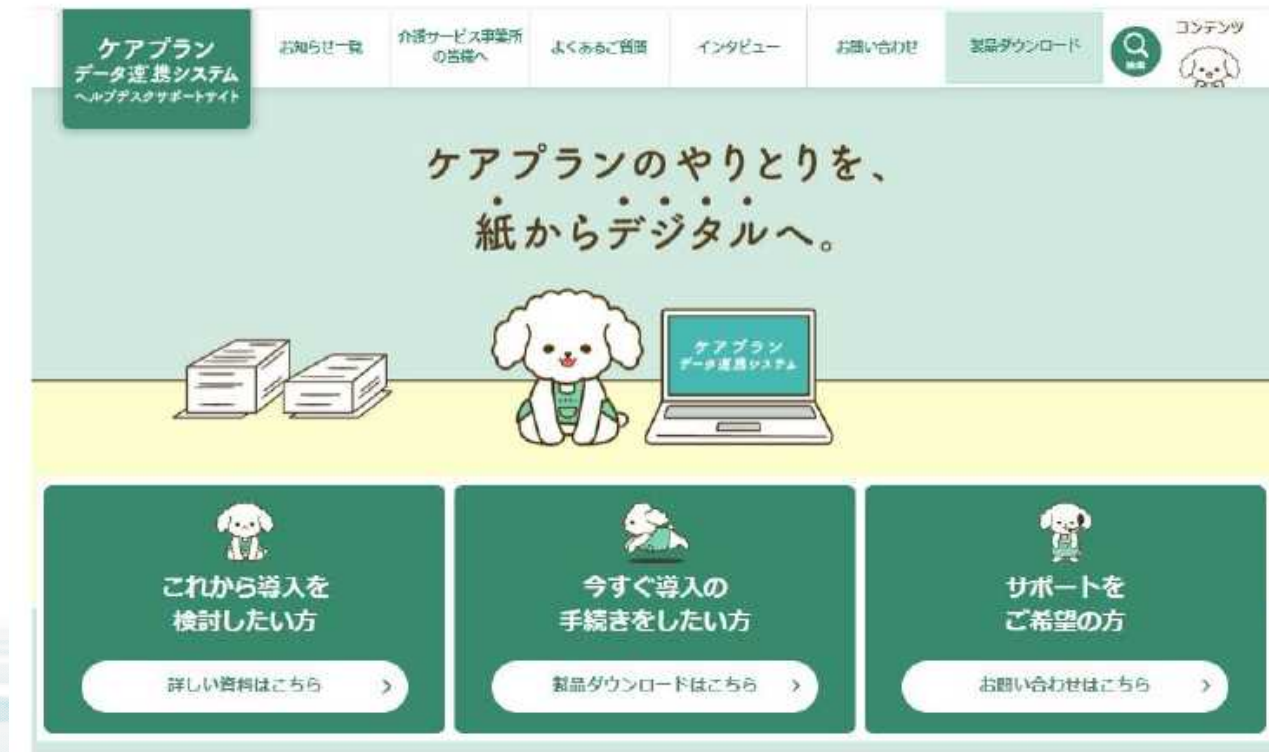 ケアプラン
データ連携システム
ヘルプデスクサポートサイト
お知らせ一覧
介護サービス事業所
の皆様へ
よくあるご質問
インタビュー
お問い合わせ
製品ダウンロード
検索
コンテンツ
ケアプランのやりとりを、
紙からデジタルへ。
ケアプラン
データ連携システム
これから導入を
検討したい方
詳しい資料はこちら
今すぐ導入の
手続きをしたい方
製品ダウンロードはこちら
サポートを
ご希望の方
お問い合わせはこちら